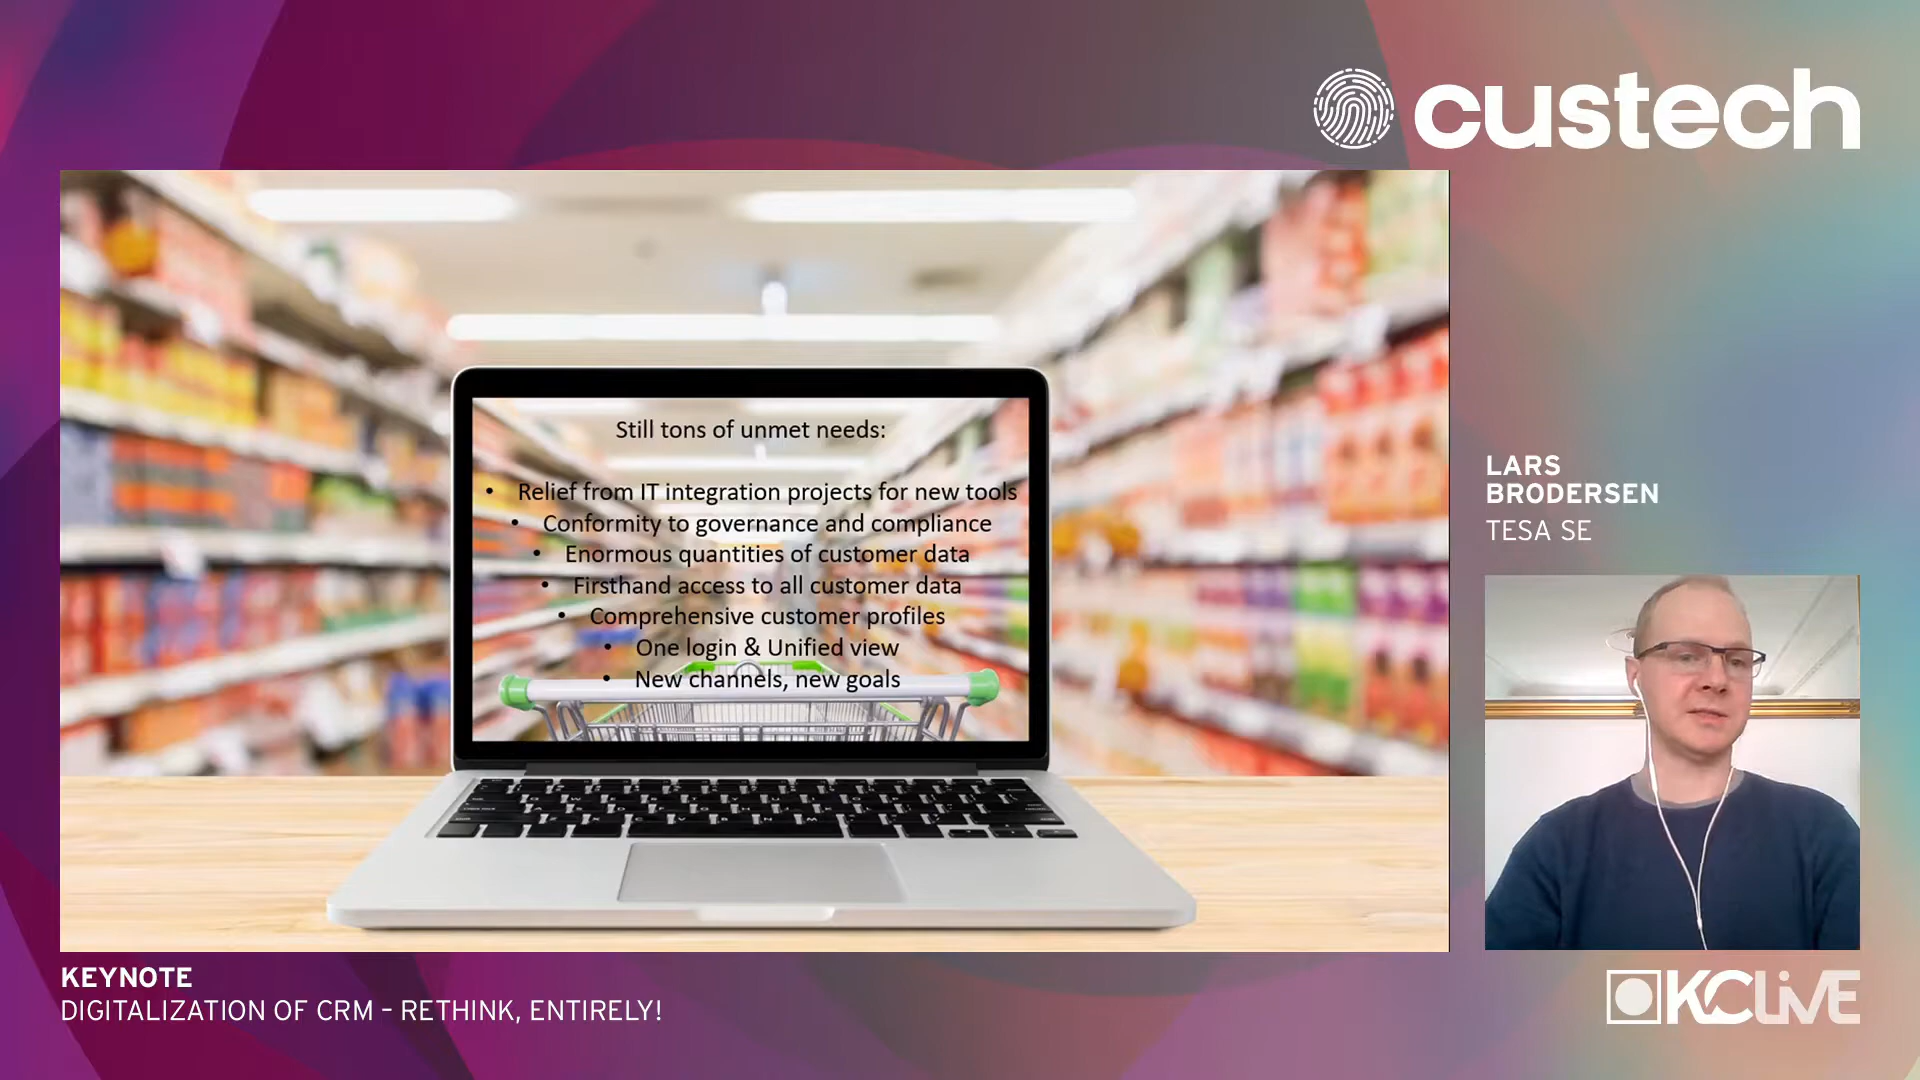 custech
Still tons of unmet needs:
• Relief from IT integration projects for new tools
• Conformity to governance and compliance
• Enormous quantities of customer data
• Firsthand access to all customer data
• Comprehensive customer profiles
• One login & Unified view
• New channels, new goals
LARS
BRODERSEN
TESA SE
KEYNOTE
DIGITALIZATION OF CRM – RETHINK, ENTIRELY!
KCLIVE